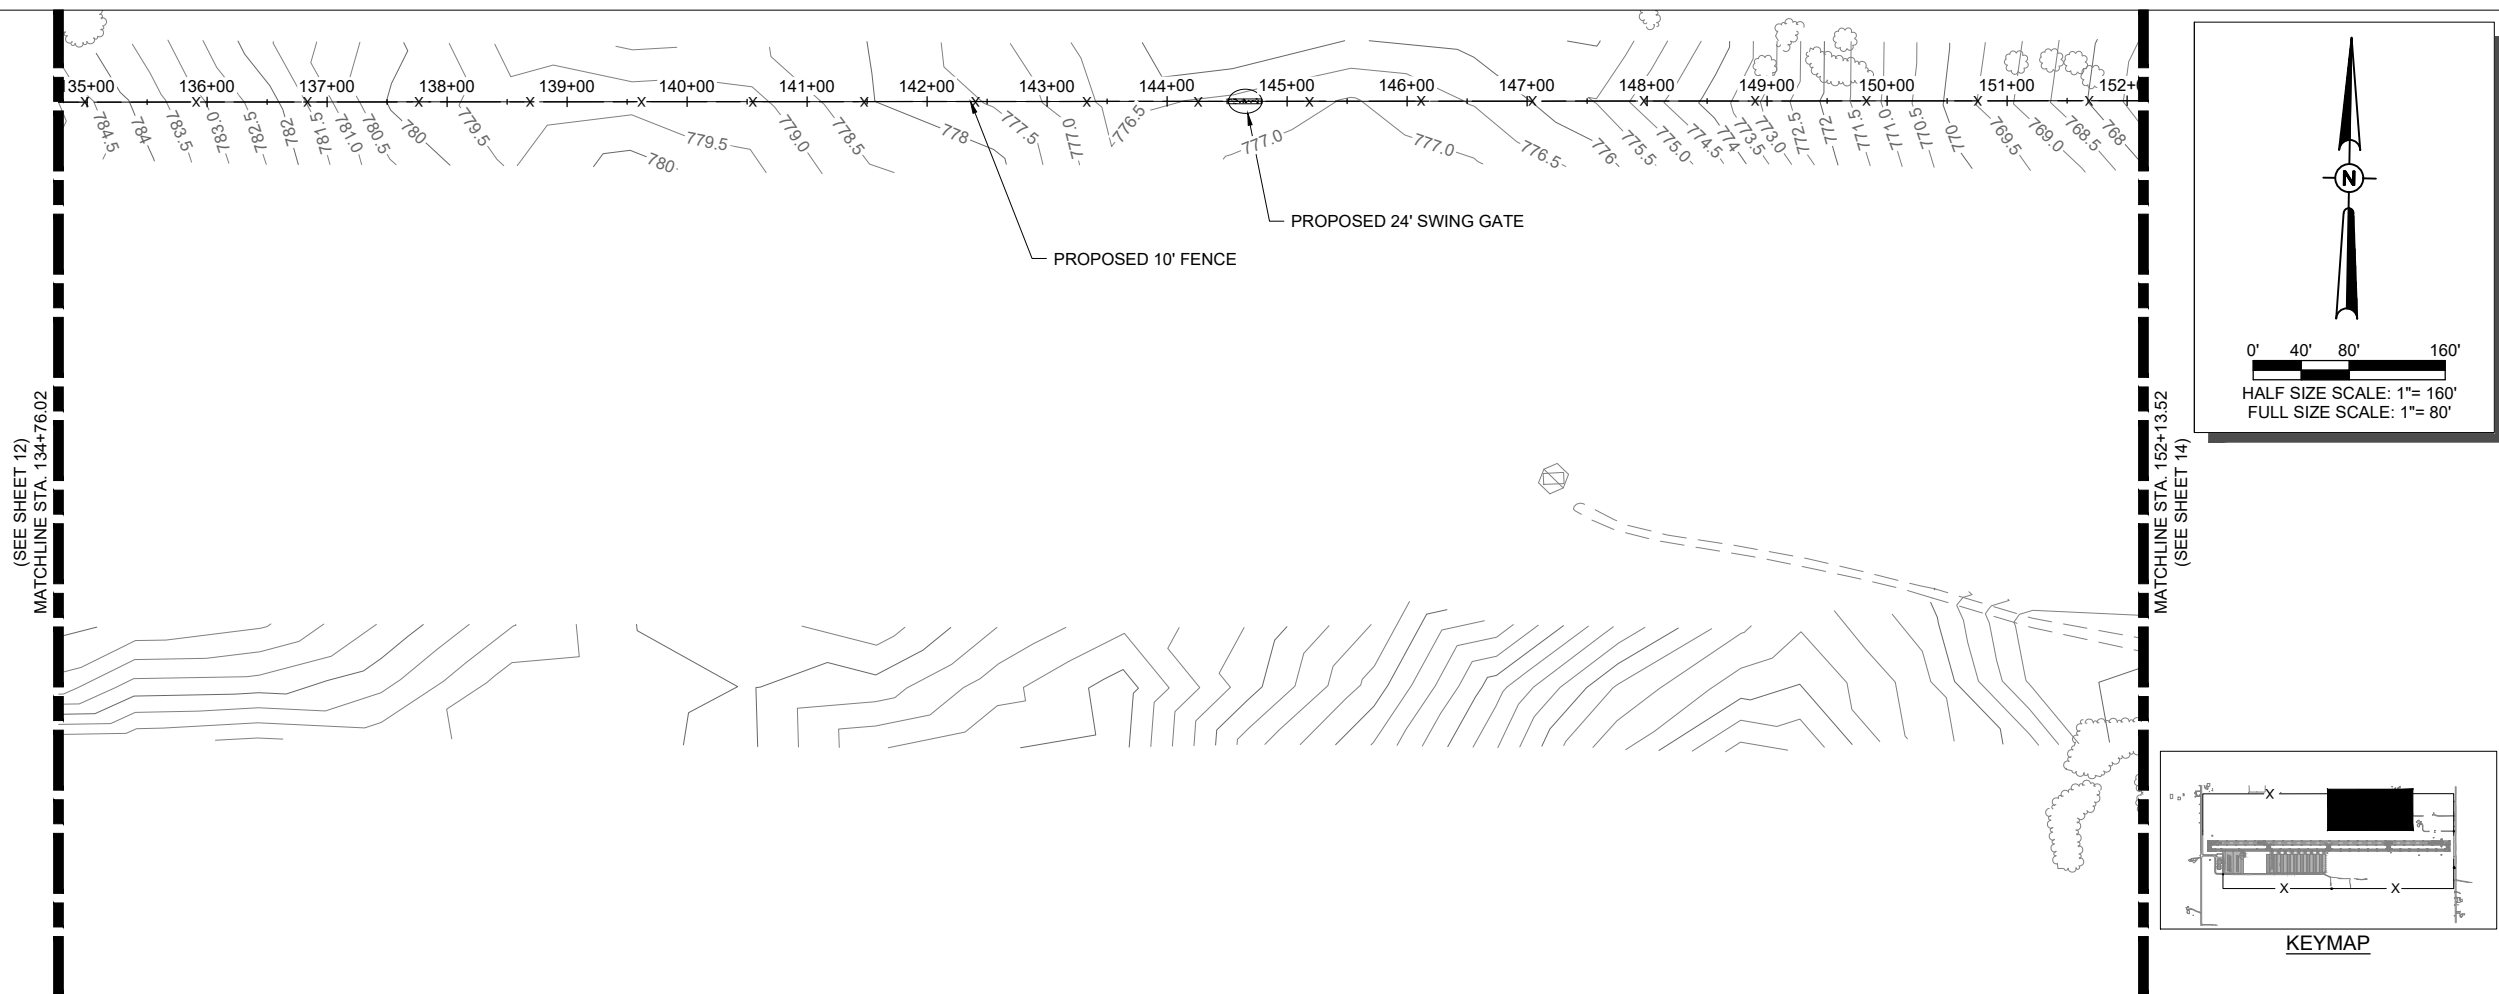 135+00 136+00 137+00 138+00 139+00 140+00 141+00 142+00 143+00 144+00 145+00 146+00 147+00 148+00 149+00 150+00 151+00
784.5 784 783.5 783.0 782.5 782 781.5 781.0 780.5 780 779.5 780 779.5 779.0 778.5 778 777.5 777.0 776.5 777.0 777.0 776.5 776 775.5 775.0 774.5 774 773.5 773.0 772.5 772 771.5 771.0 770.5 770 769.5 769.0 768.5 768
PROPOSED 24' SWING GATE
PROPOSED 10' FENCE
(SEE SHEET 12)
MATCHLINE STA. 134+76.02
MATCHLINE STA. 152+13.52
(SEE SHEET 14)
N
0' 40' 80' 160'
HALF SIZE SCALE: 1"= 160'
FULL SIZE SCALE: 1"= 80'
KEYMAP